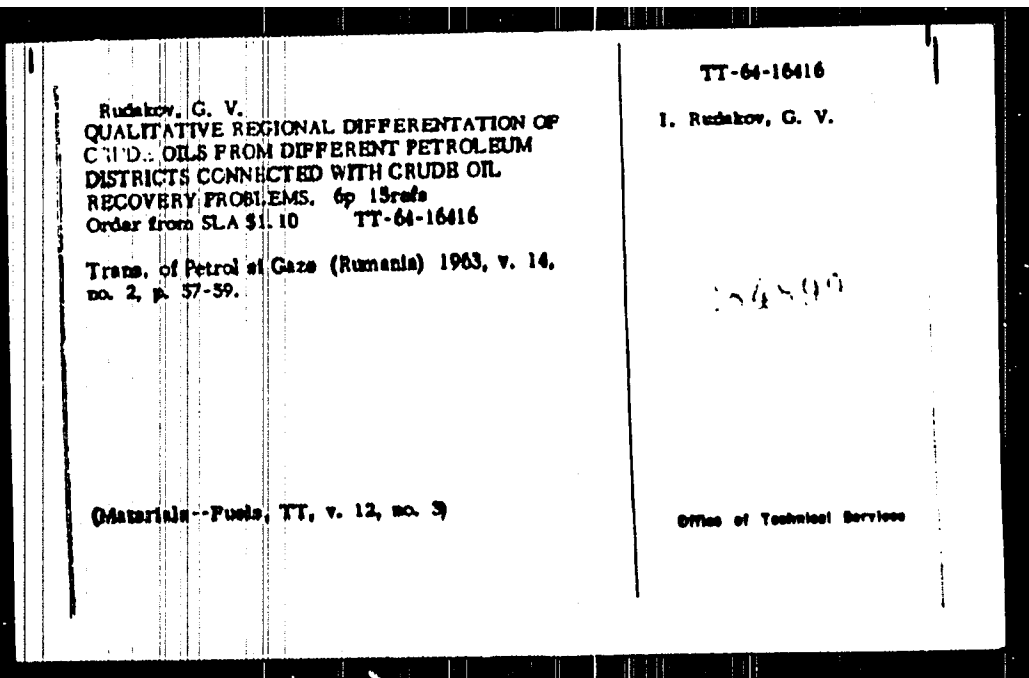 Rudakov, G. V.
QUALITATIVE REGIONAL DIFFERENTATION OF
OILS FROM DIFFERENT PETROLEUM
DISTRICTS CONNECTED WITH CRUDE OIL
RECOVERY PROBLEMS. 6p 15refs
Order from SLA $1.10 TT-64-16416
Trans. of Petrol si Gaze (Rumania) 1963, v. 14,
no. 2, p. 57-59.
(Materials--Fuels, TT, v. 12, no. 3)
TT-64-16416
I. Rudakov, G. V.
Office of Technical Services